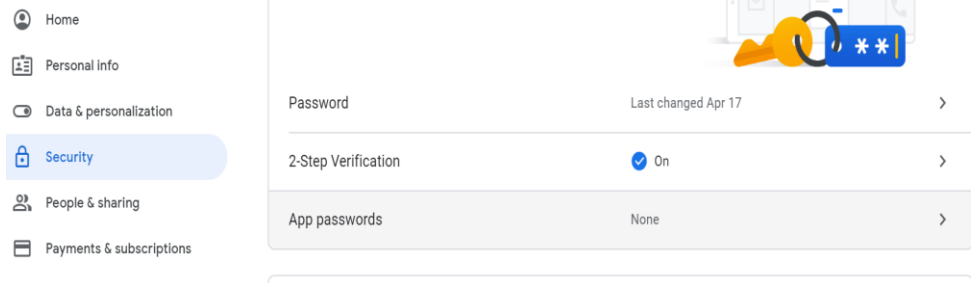 Home
Personal info
Data & personalization
Security
People & sharing
Payments & subscriptions
**
Password Last changed Apr 17
2-Step Verification On
App passwords None